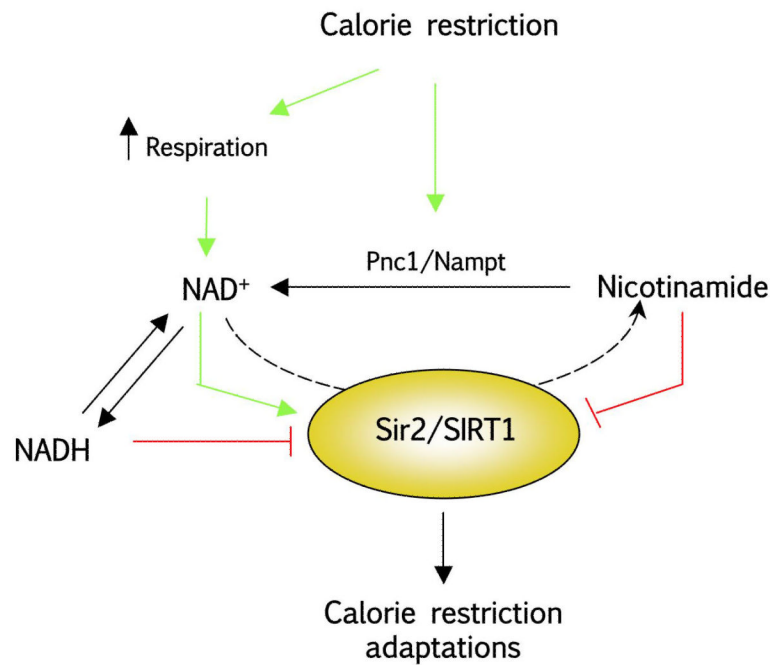 Calorie restriction
Respiration
Pnc1/Nampt
NAD⁺
Nicotinamide
Sir2/SIRT1
NADH
Calorie restriction
adaptations